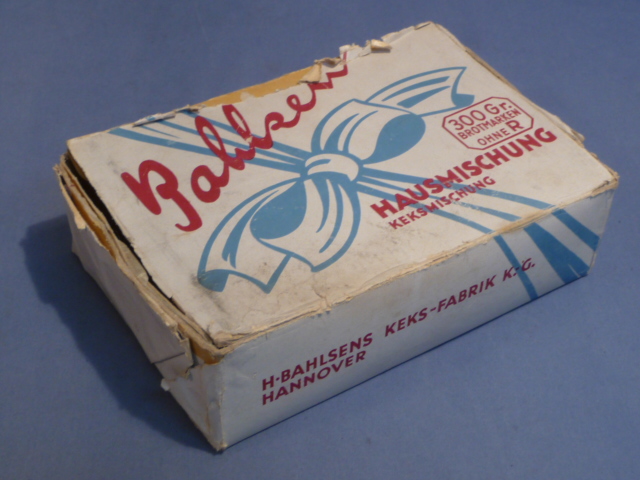 Bahlsen
300 Gr.
BROTMARKEN
OHNE R
HAUSMISCHUNG
KEKSMISCHUNG
H·BAHLSENS KEKS-FABRIK K·G.
HANNOVER